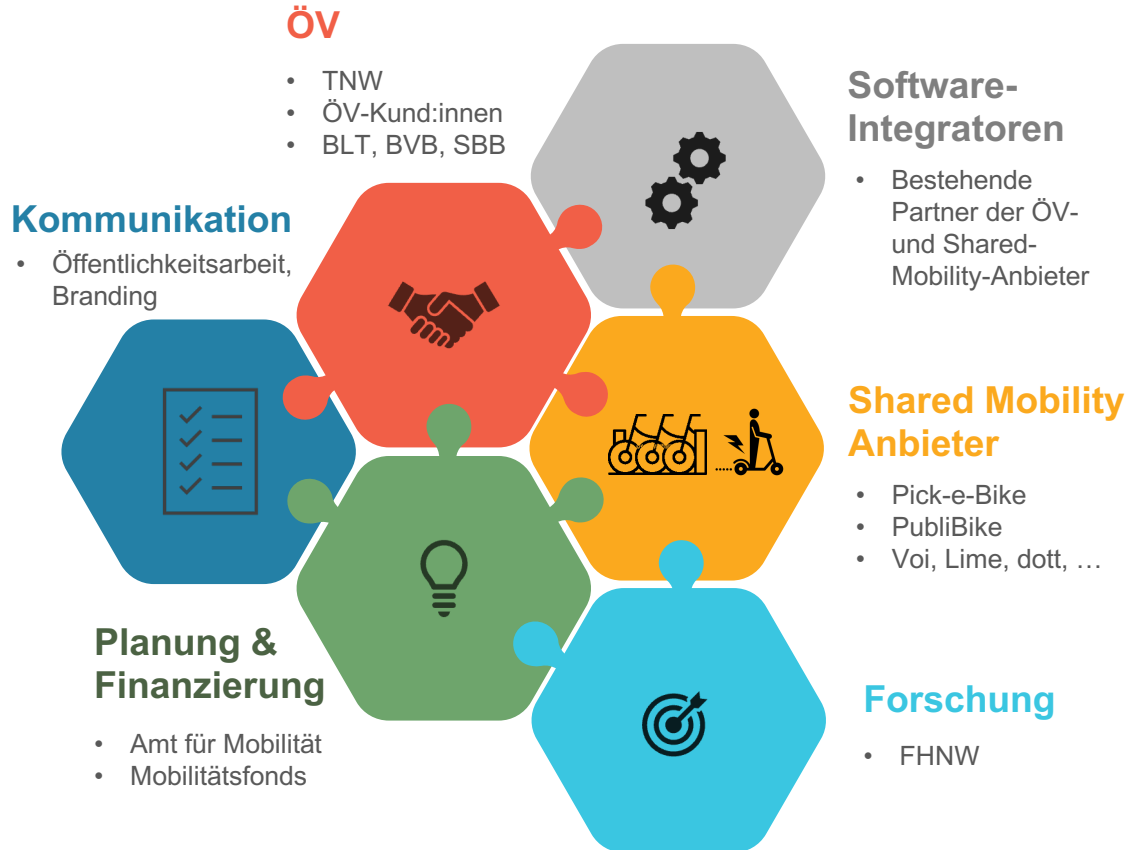 ÖV
• TNW
• ÖV-Kund:innen
• BLT, BVB, SBB
Software-
Integratoren
• Bestehende
Partner der ÖV-
und Shared-
Mobility-Anbieter
Kommunikation
• Öffentlichkeitsarbeit,
Branding
Shared Mobility
Anbieter
• Pick-e-Bike
• PubliBike
• Voi, Lime, dott, …
Planung &
Finanzierung
• Amt für Mobilität
• Mobilitätsfonds
Forschung
• FHNW